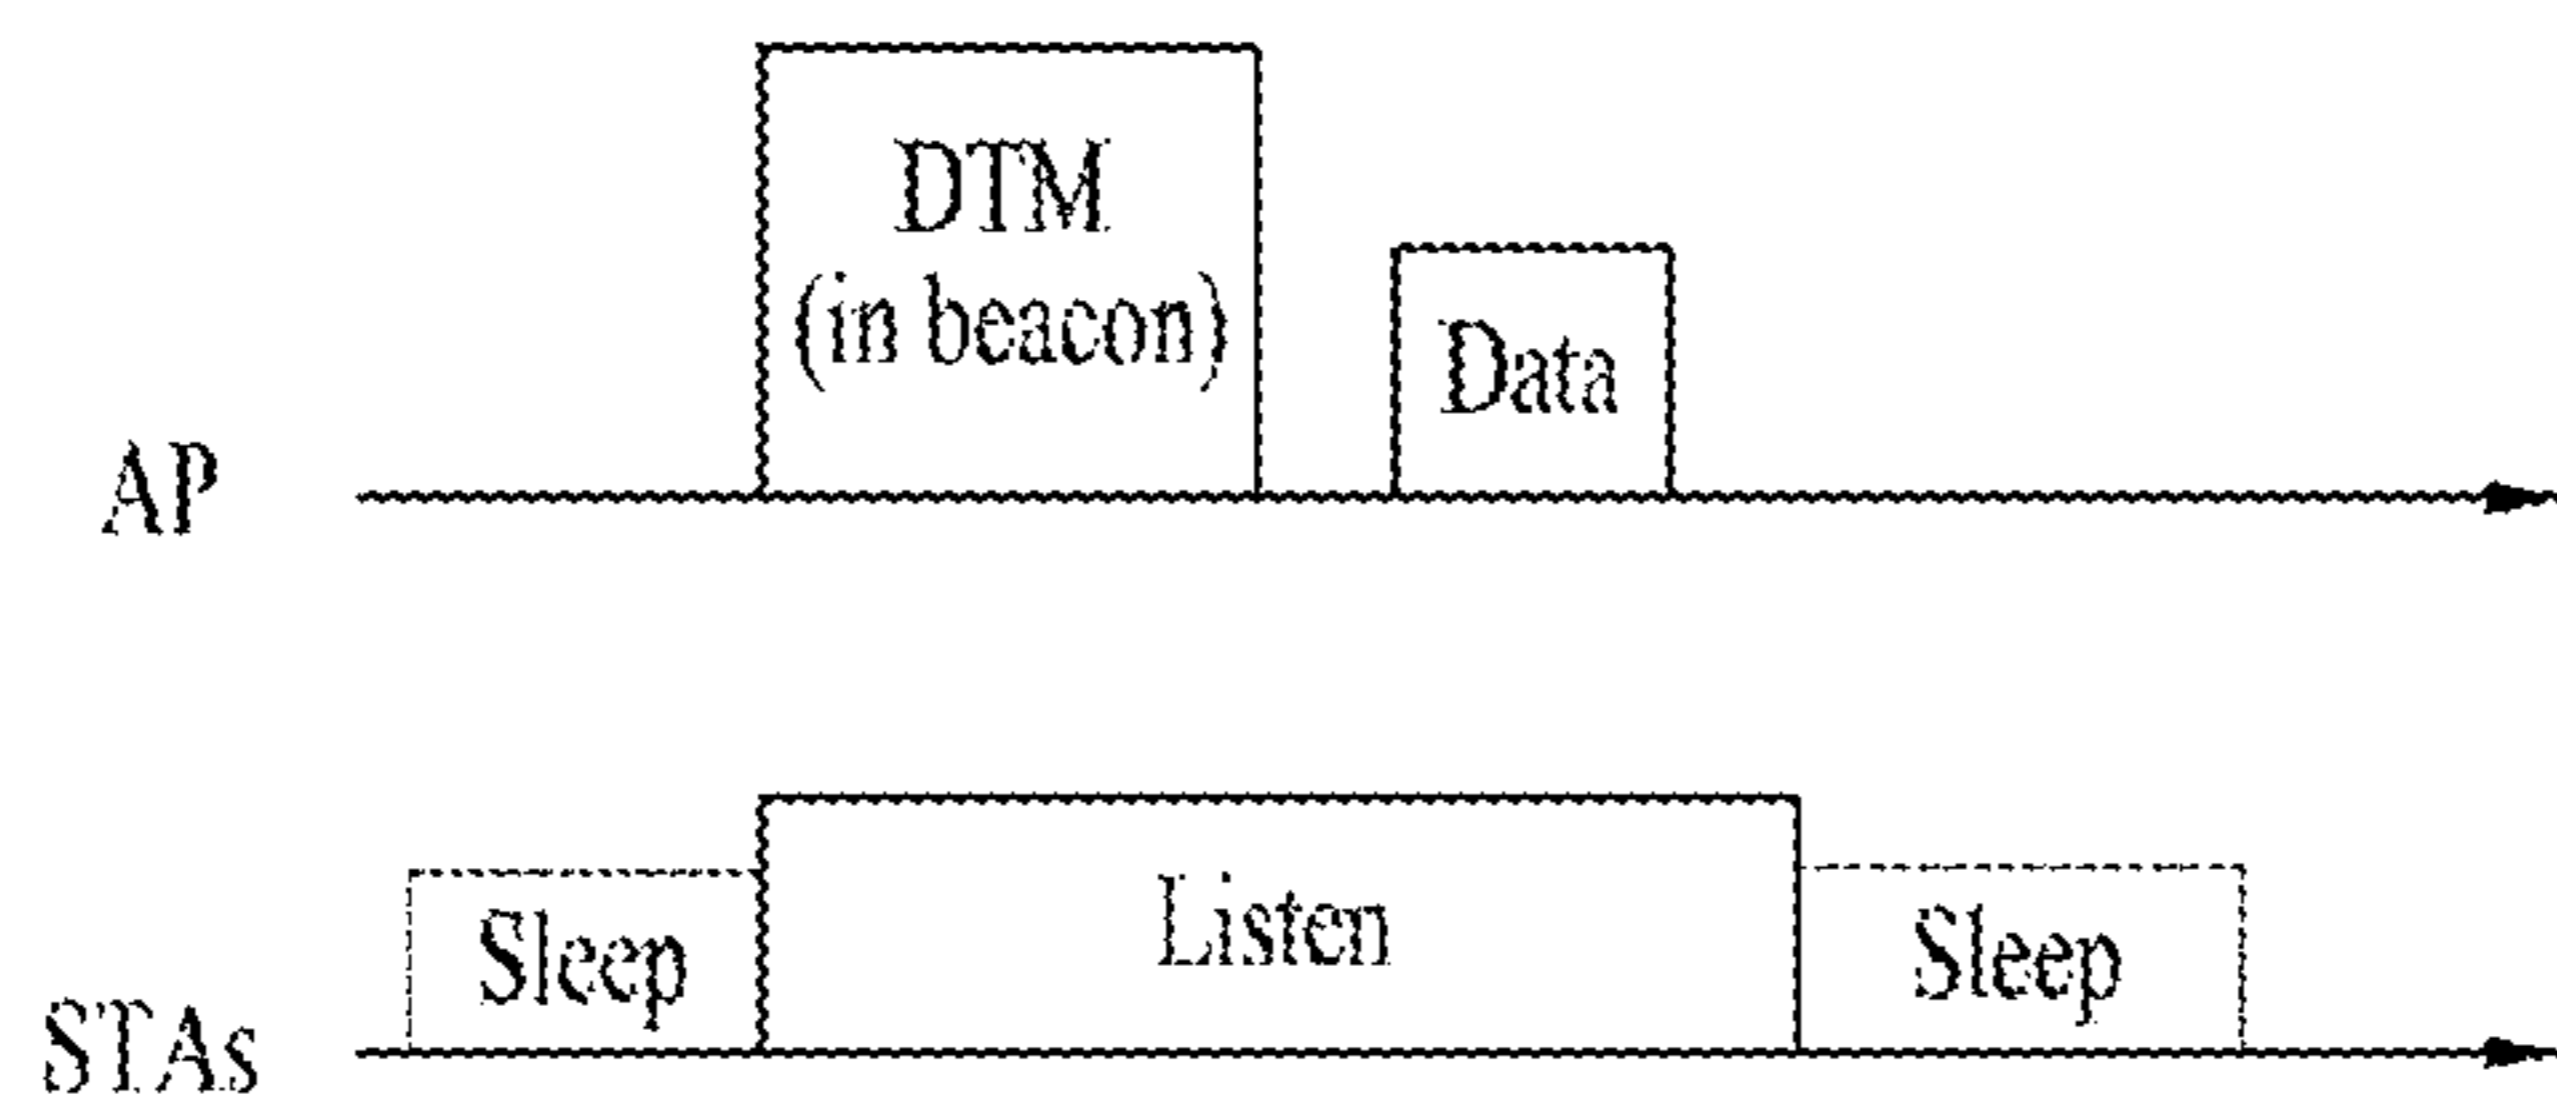 DTM
(in beacon)
Data
AP
Listen
Sleep
Sleep
STAs